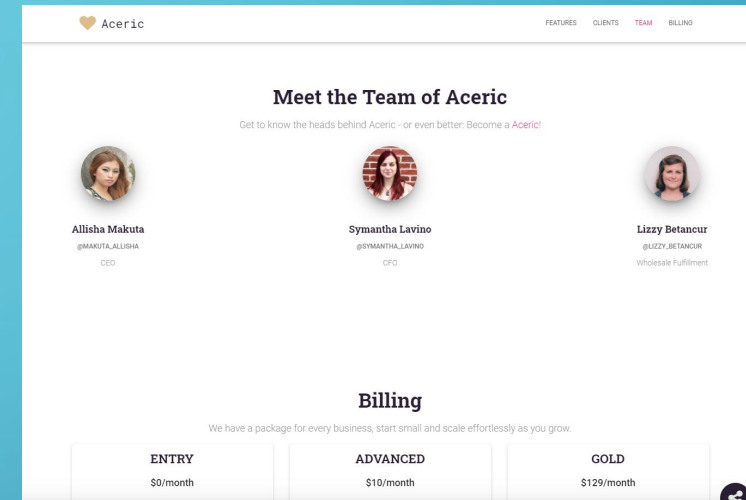 Aceric
FEATURES CLIENTS TEAM BILLING
Meet the Team of Aceric
Get to know the heads behind Aceric - or even better: Become a Aceric!
Allisha Makuta
@MAKUTA_ALLISHA
CEO
Symantha Lavino
@SYMANTHA_LAVINO
CFO
Lizzy Betancur
@LIZZY_BETANCUR
Wholesale Fulfillment
Billing
We have a package for every business, start small and scale effortlessly as you grow.
ENTRY
$0/month
ADVANCED
$10/month
GOLD
$129/month